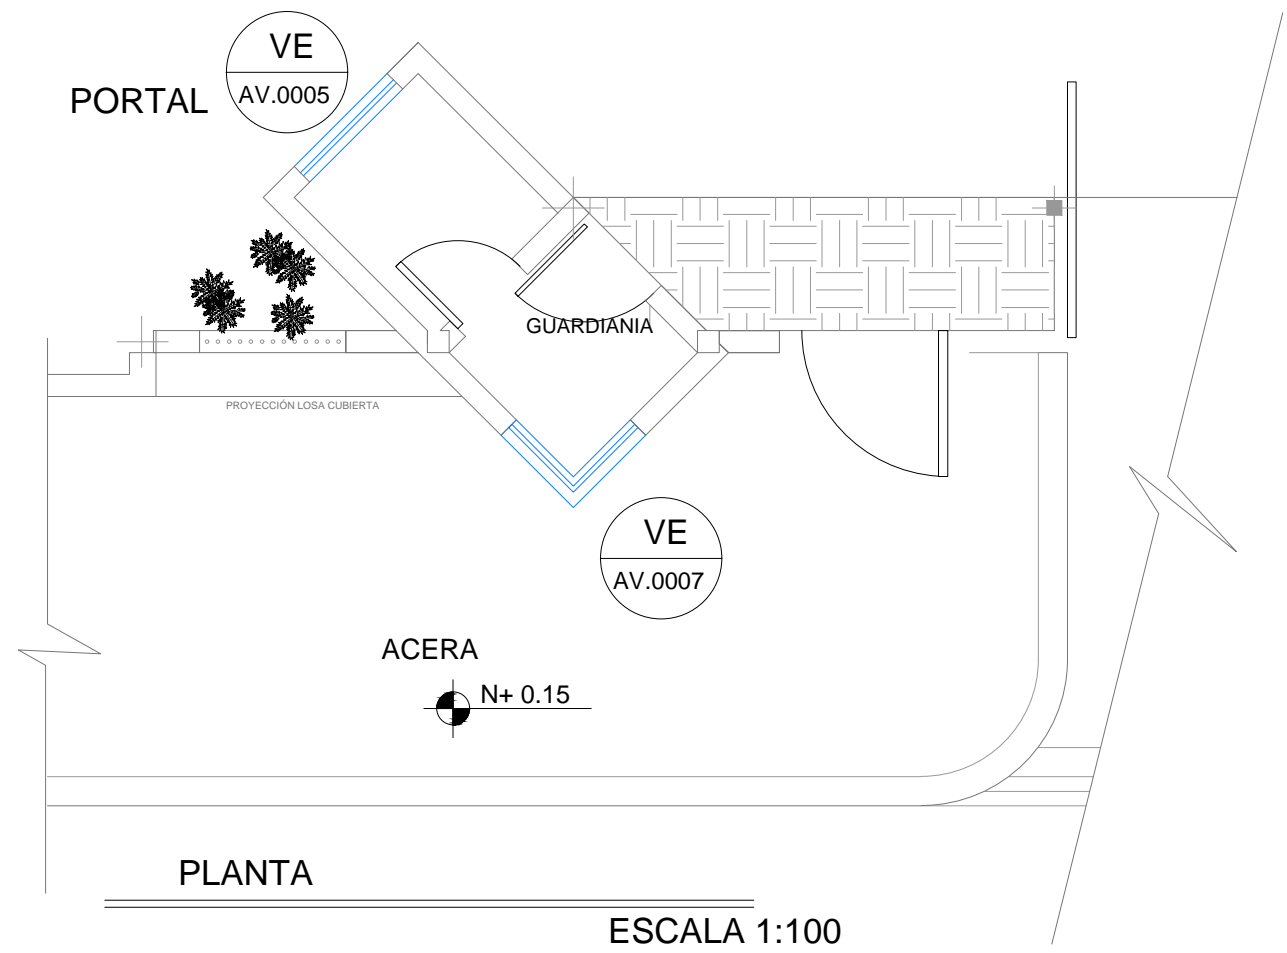 VE
AV.0005
PORTAL
GUARDIANIA
PROYECCIÓN LOSA CUBIERTA
VE
AV.0007
ACERA
N+ 0.15
PLANTA
ESCALA 1:100